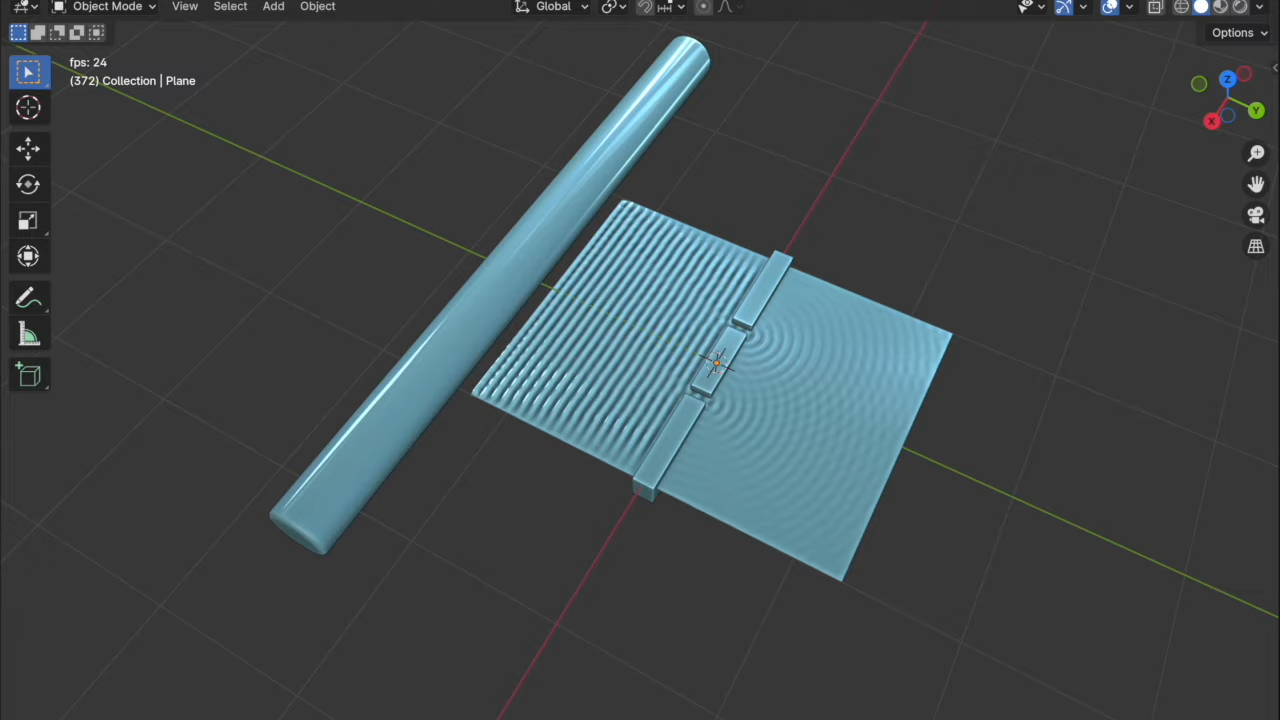 Object Mode View Select Add Object Global
Options
fps: 24
(372) Collection | Plane
Z
Y
X